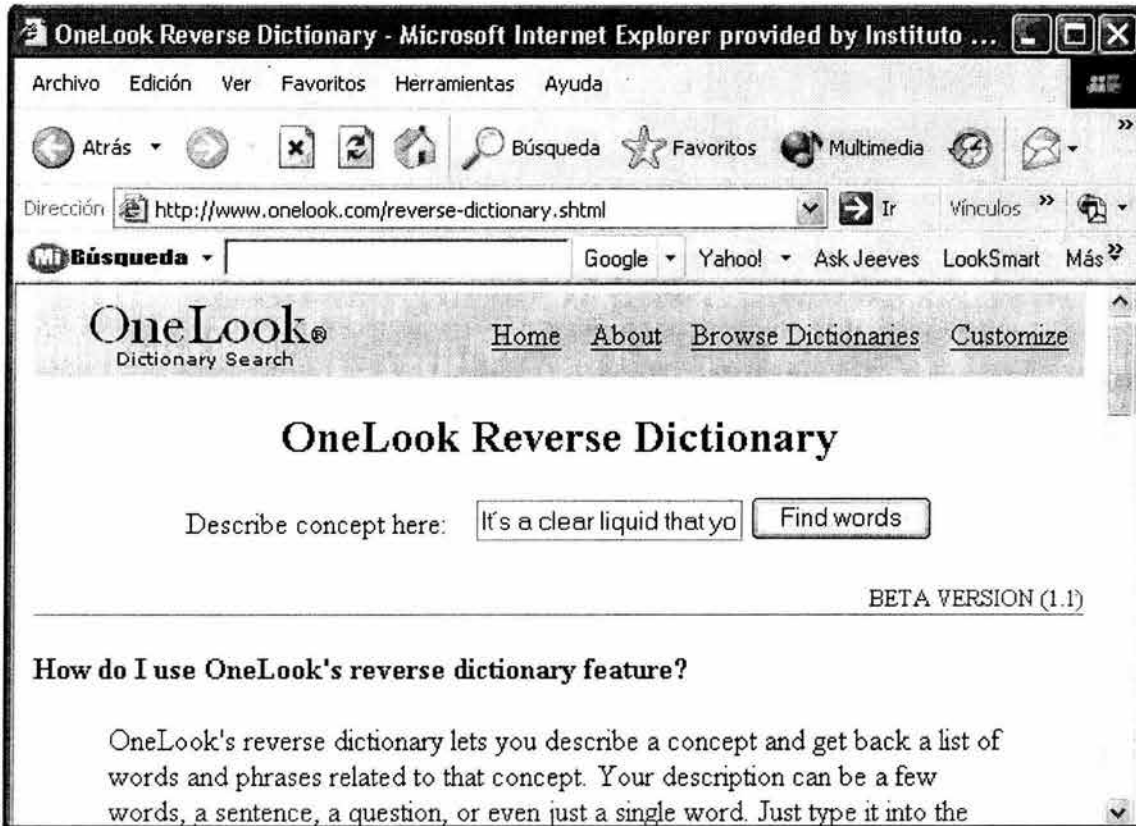 OneLook Reverse Dictionary - Microsoft Internet Explorer provided by Instituto ...
Archivo Edición Ver Favoritos Herramientas Ayuda
Atrás Búsqueda Favoritos Multimedia »
Dirección http://www.onelook.com/reverse-dictionary.shtml Ir Vínculos »
Mi Búsqueda Google Yahoo! Ask Jeeves LookSmart Más »
OneLook® Home About Browse Dictionaries Customize
Dictionary Search
OneLook Reverse Dictionary
Describe concept here: It's a clear liquid that yo Find words
BETA VERSION (1.1)
How do I use OneLook's reverse dictionary feature?
OneLook's reverse dictionary lets you describe a concept and get back a list of
words and phrases related to that concept. Your description can be a few
words, a sentence, a question, or even just a single word. Just type it into the